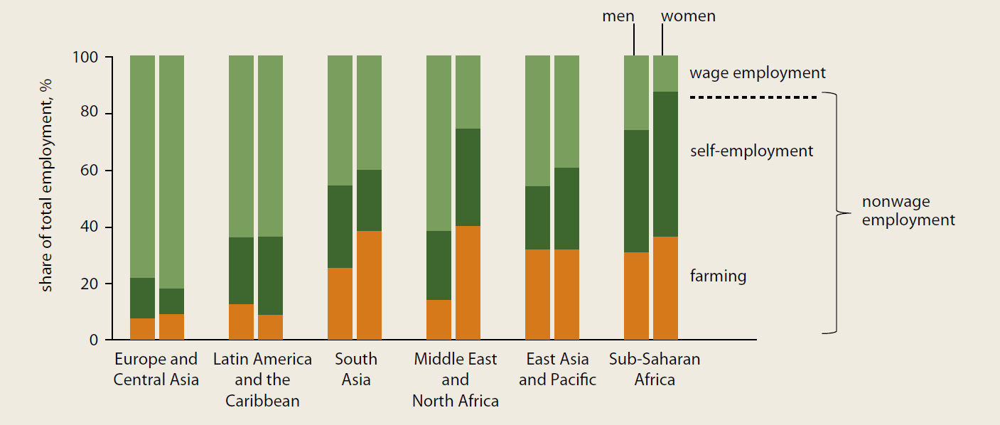 men women
100
80
60
40
20
0
share of total employment, %
wage employment
self-employment
farming
nonwage
employment
Europe and
Central Asia
Latin America
and the
Caribbean
South
Asia
Middle East
and
North Africa
East Asia
and Pacific
Sub-Saharan
Africa